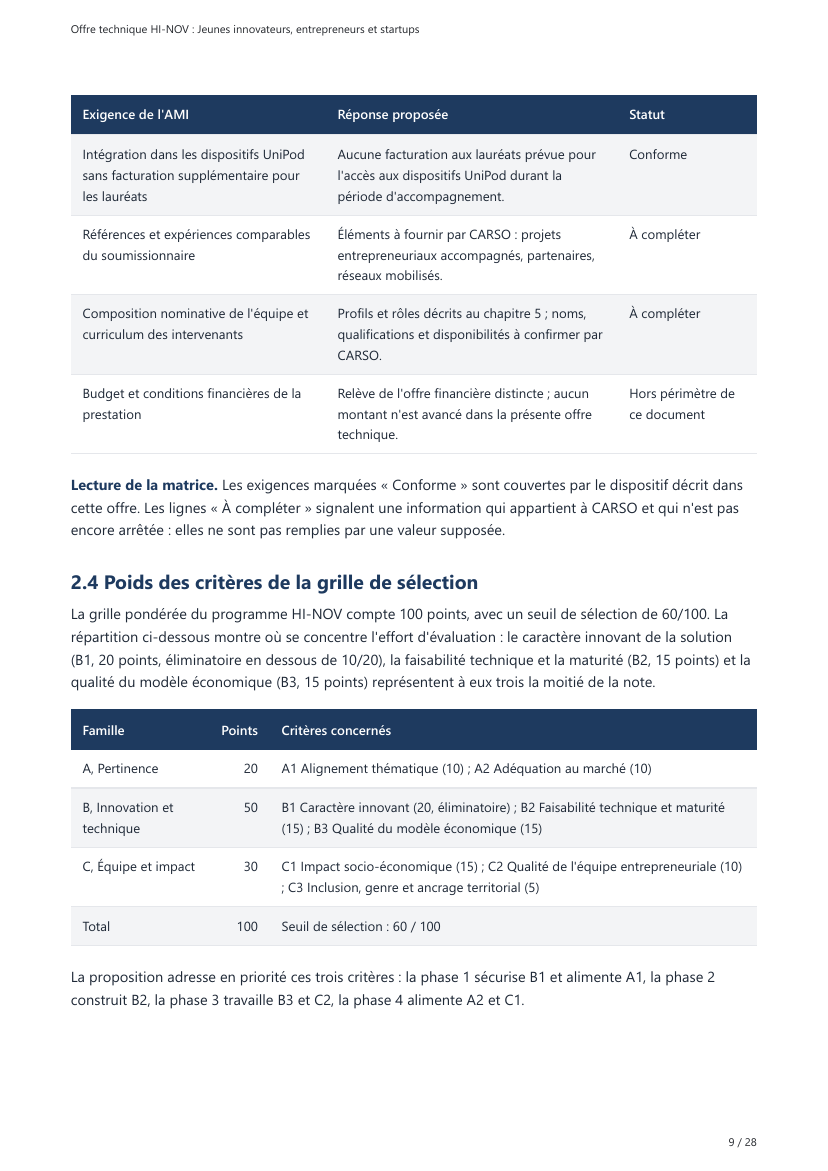 Offre technique HI-NOV : Jeunes innovateurs, entrepreneurs et startups
Exigence de l'AMI
Réponse proposée
Statut
Intégration dans les dispositifs UniPod
sans facturation supplémentaire pour
les lauréats
Aucune facturation aux lauréats prévue pour
l'accès aux dispositifs UniPod durant la
période d'accompagnement.
Conforme
Références et expériences comparables
du soumissionnaire
Éléments à fournir par CARSO : projets
entrepreneuriaux accompagnés, partenaires,
réseaux mobilisés.
À compléter
Composition nominative de l'équipe et
curriculum des intervenants
Profils et rôles décrits au chapitre 5 ; noms,
qualifications et disponibilités à confirmer par
CARSO.
À compléter
Budget et conditions financières de la
prestation
Relève de l'offre financière distincte ; aucun
montant n'est avancé dans la présente offre
technique.
Hors périmètre de
ce document
Lecture de la matrice. Les exigences marquées « Conforme » sont couvertes par le dispositif décrit dans
cette offre. Les lignes « À compléter » signalent une information qui appartient à CARSO et qui n'est pas
encore arrêtée : elles ne sont pas remplies par une valeur supposée.
2.4 Poids des critères de la grille de sélection
La grille pondérée du programme HI-NOV compte 100 points, avec un seuil de sélection de 60/100. La
répartition ci-dessous montre où se concentre l'effort d'évaluation : le caractère innovant de la solution
(B1, 20 points, éliminatoire en dessous de 10/20), la faisabilité technique et la maturité (B2, 15 points) et la
qualité du modèle économique (B3, 15 points) représentent à eux trois la moitié de la note.
Famille
Points
Critères concernés
A, Pertinence
20
A1 Alignement thématique (10) ; A2 Adéquation au marché (10)
B, Innovation et
technique
50
B1 Caractère innovant (20, éliminatoire) ; B2 Faisabilité technique et maturité
(15) ; B3 Qualité du modèle économique (15)
C, Équipe et impact
30
C1 Impact socio-économique (15) ; C2 Qualité de l'équipe entrepreneuriale (10)
; C3 Inclusion, genre et ancrage territorial (5)
Total
100
Seuil de sélection : 60 / 100
La proposition adresse en priorité ces trois critères : la phase 1 sécurise B1 et alimente A1, la phase 2
construit B2, la phase 3 travaille B3 et C2, la phase 4 alimente A2 et C1.
9 / 28